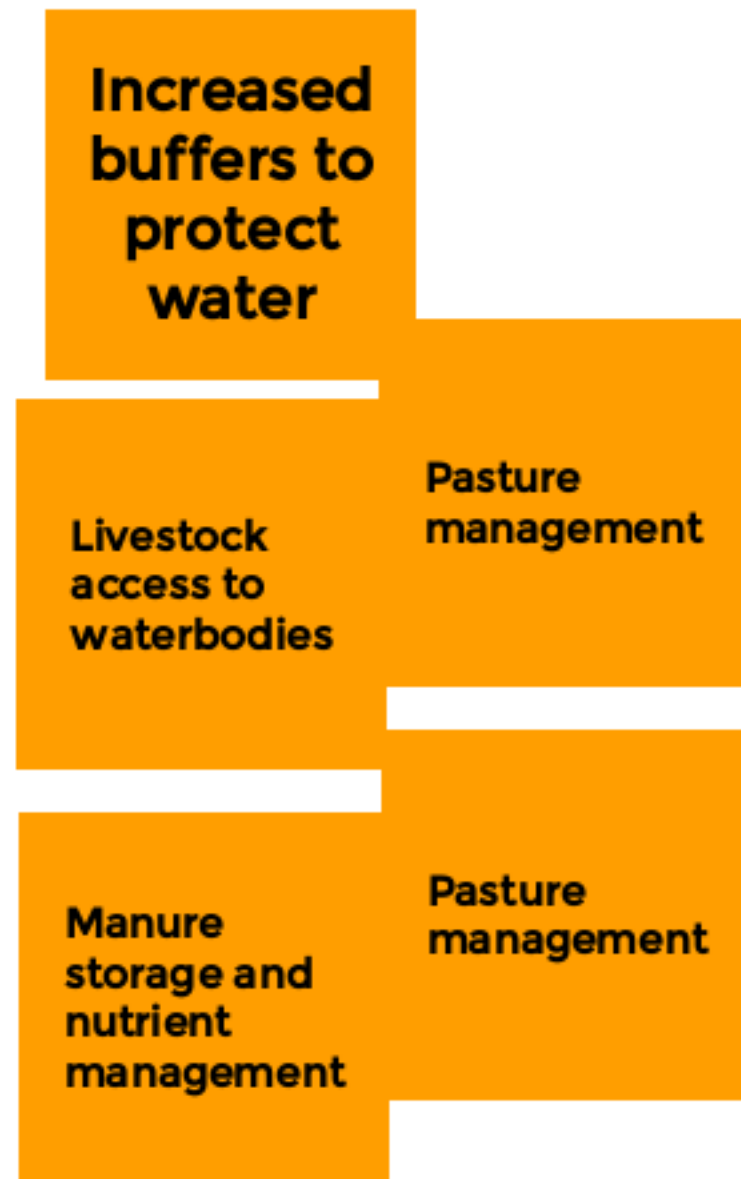 Increased
buffers to
protect
water
Pasture
management
Livestock
access to
waterbodies
Pasture
management
Manure
storage and
nutrient
management